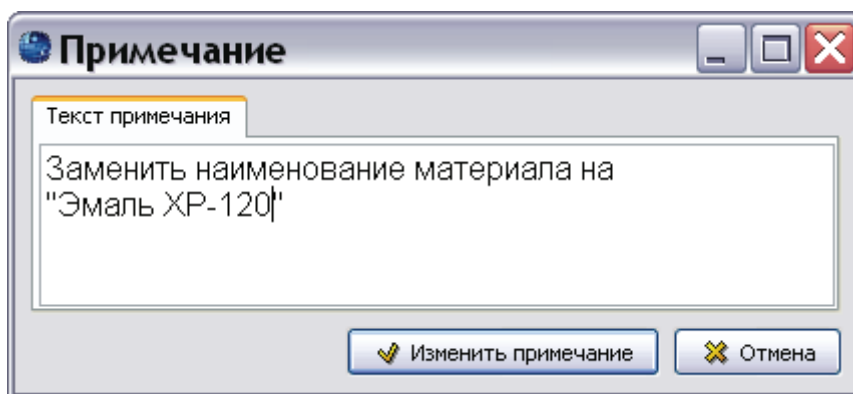 Примечание
Текст примечания
Заменить наименование материала на
"Эмаль ХР-120"
Изменить примечание
Отмена